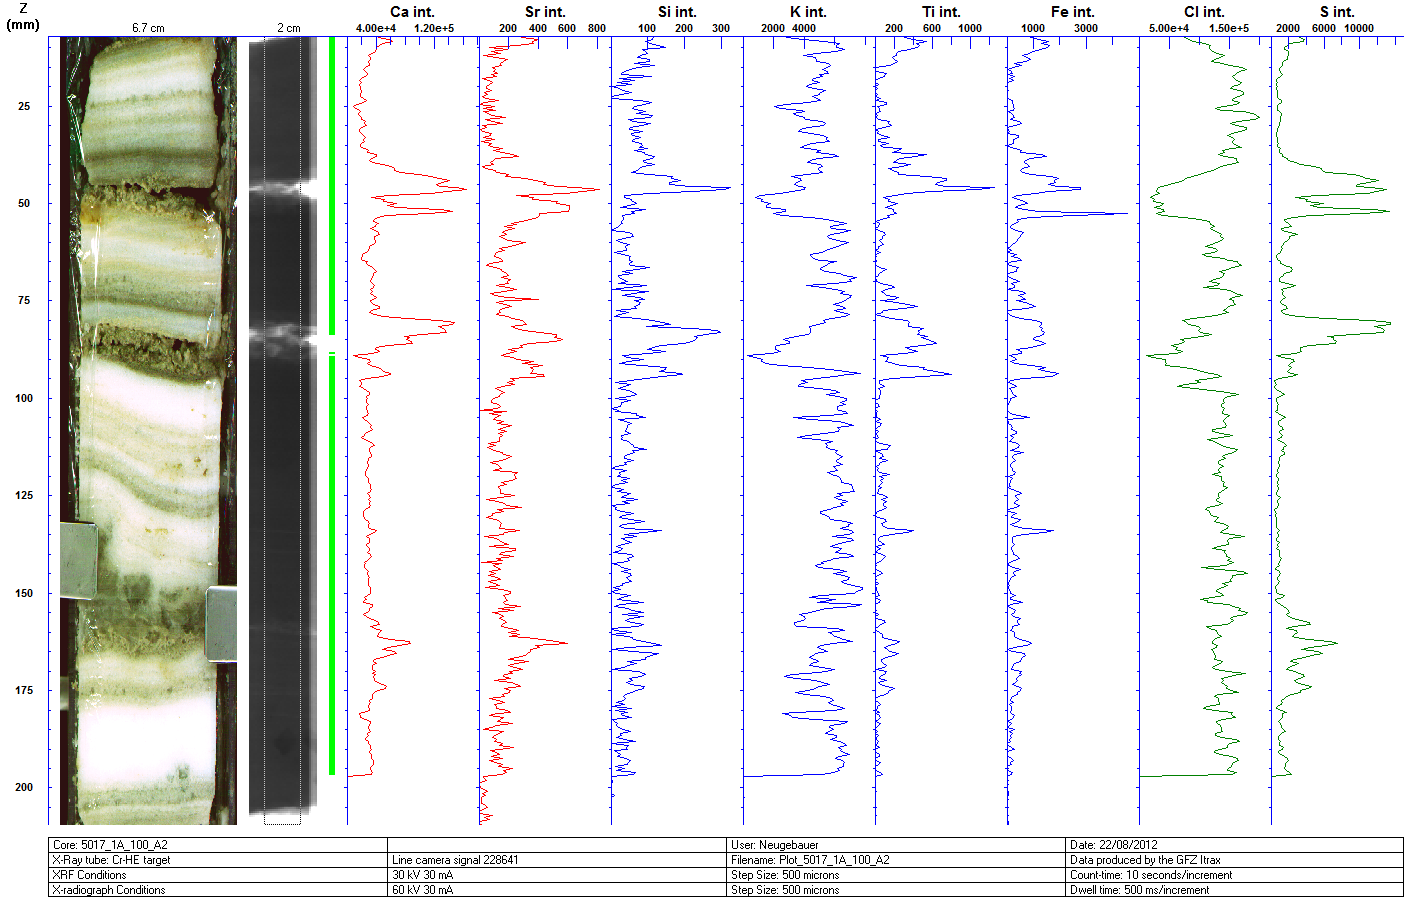 Z
(mm)
6.7 cm
2 cm
Ca int.
Sr int.
Si int.
K int.
Ti int.
Fe int.
Cl int.
S int.
4.00e+4 1.20e+5
200 400 600 800
100 200 300
2000 4000
200 600 1000
1000 3000
5.00e+4 1.50e+5
2000 6000 10000
25
50
75
100
125
150
175
200
Core: 5017_1A_100_A2 User: Neugebauer Date: 22/08/2012
X-Ray tube: Cr-HE target Line camera signal 228641 Filename: Plot_5017_1A_100_A2 Data produced by the GFZ Itrax
XRF Conditions 30 kV 30 mA Step Size: 500 microns Count-time: 10 seconds/increment
X-radiograph Conditions 60 kV 30 mA Step Size: 500 microns Dwell time: 500 ms/increment